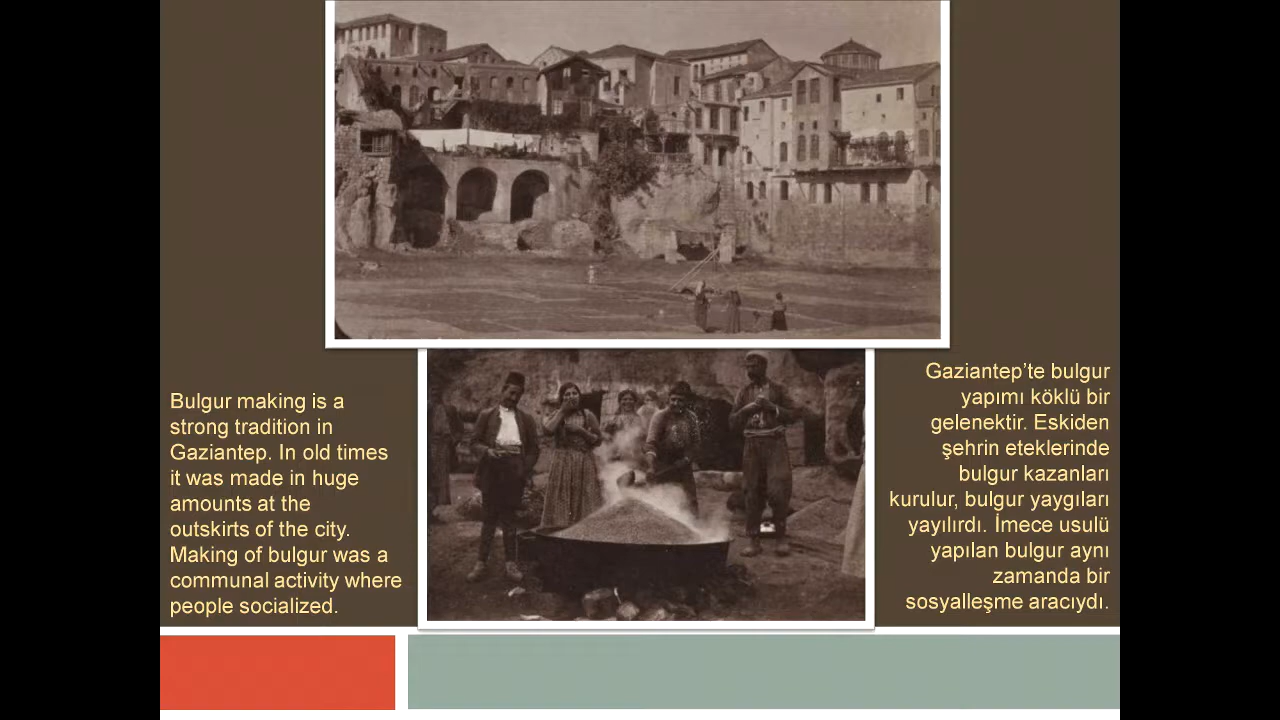 Bulgur making is a
strong tradition in
Gaziantep. In old times
it was made in huge
amounts at the
outskirts of the city.
Making of bulgur was a
communal activity where
people socialized.
Gaziantep’te bulgur
yapımı köklü bir
gelenektir. Eskiden
şehrin eteklerinde
bulgur kazanları
kurulur, bulgur yaygıları
yayılırdı. İmece usulü
yapılan bulgur aynı
zamanda bir
sosyalleşme aracıydı.